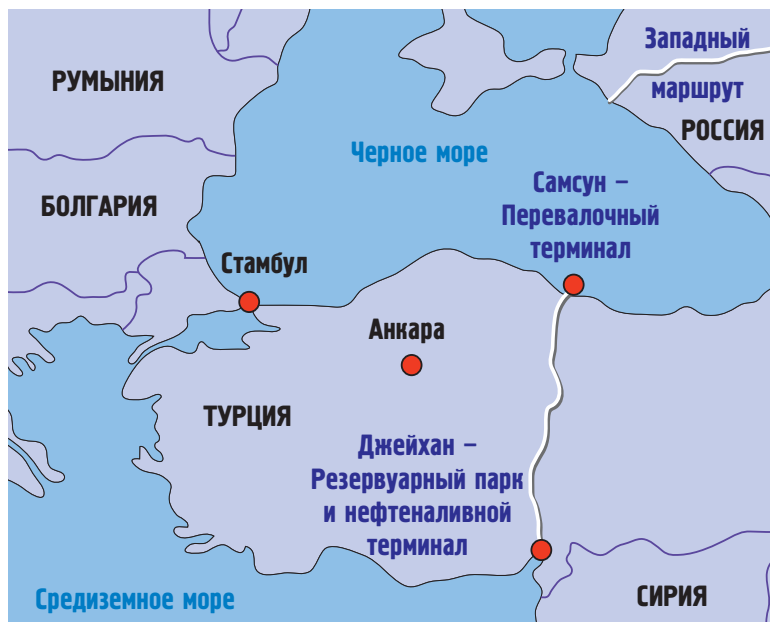 Западный
маршрут
РУМЫНИЯ
РОССИЯ
Черное море
Самсун –
Перевалочный
терминал
БОЛГАРИЯ
Стамбул
Анкара
ТУРЦИЯ
Джейхан –
Резервуарный парк
и нефтеналивной
терминал
Средиземное море
СИРИЯ